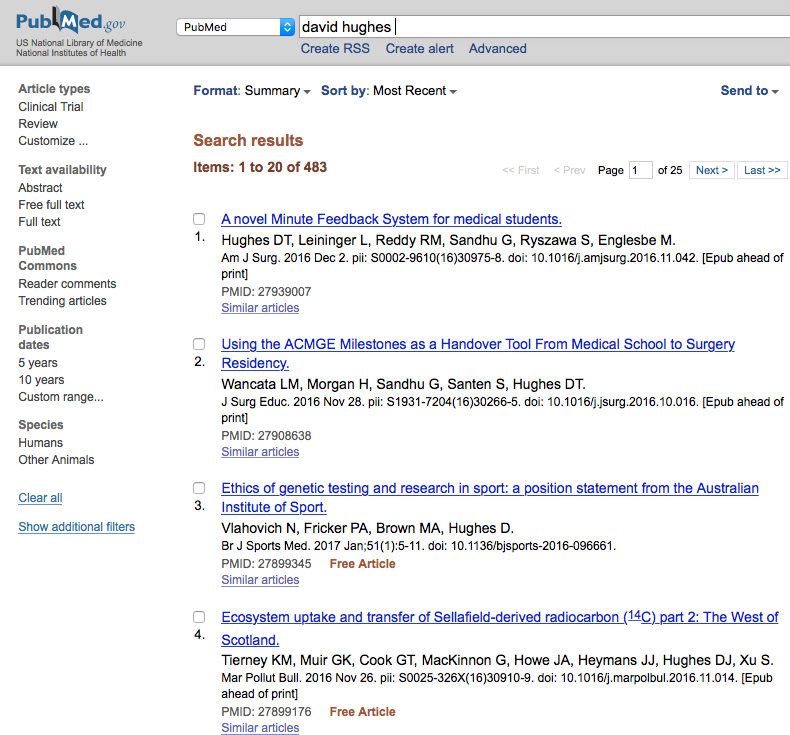 PubMed.gov
US National Library of Medicine
National Institutes of Health
PubMed
david hughes
Create RSS Create alert Advanced
Article types
Clinical Trial
Review
Customize ...
Text availability
Abstract
Free full text
Full text
PubMed
Commons
Reader comments
Trending articles
Publication
dates
5 years
10 years
Custom range...
Species
Humans
Other Animals
Clear all
Show additional filters
Format: Summary Sort by: Most Recent Send to
Search results
Items: 1 to 20 of 483
<< First < Prev Page 1 of 25 Next > Last >>
A novel Minute Feedback System for medical students.
1. Hughes DT, Leininger L, Reddy RM, Sandhu G, Ryszawa S, Englesbe M.
Am J Surg. 2016 Dec 2. pii: S0002-9610(16)30975-8. doi: 10.1016/j.amjsurg.2016.11.042. [Epub ahead of
print]
PMID: 27939007
Similar articles
Using the ACMGE Milestones as a Handover Tool From Medical School to Surgery
2. Residency.
Wancata LM, Morgan H, Sandhu G, Santen S, Hughes DT.
J Surg Educ. 2016 Nov 28. pii: S1931-7204(16)30266-5. doi: 10.1016/j.jsurg.2016.10.016. [Epub ahead of
print]
PMID: 27908638
Similar articles
Ethics of genetic testing and research in sport: a position statement from the Australian
3. Institute of Sport.
Vlahovich N, Fricker PA, Brown MA, Hughes D.
Br J Sports Med. 2017 Jan;51(1):5-11. doi: 10.1136/bjsports-2016-096661.
PMID: 27899345 Free Article
Similar articles
Ecosystem uptake and transfer of Sellafield-derived radiocarbon (14C) part 2: The West of
4. Scotland.
Tierney KM, Muir GK, Cook GT, MacKinnon G, Howe JA, Heymans JJ, Hughes DJ, Xu S.
Mar Pollut Bull. 2016 Nov 26. pii: S0025-326X(16)30910-9. doi: 10.1016/j.marpolbul.2016.11.014. [Epub
ahead of print]
PMID: 27899176 Free Article
Similar articles